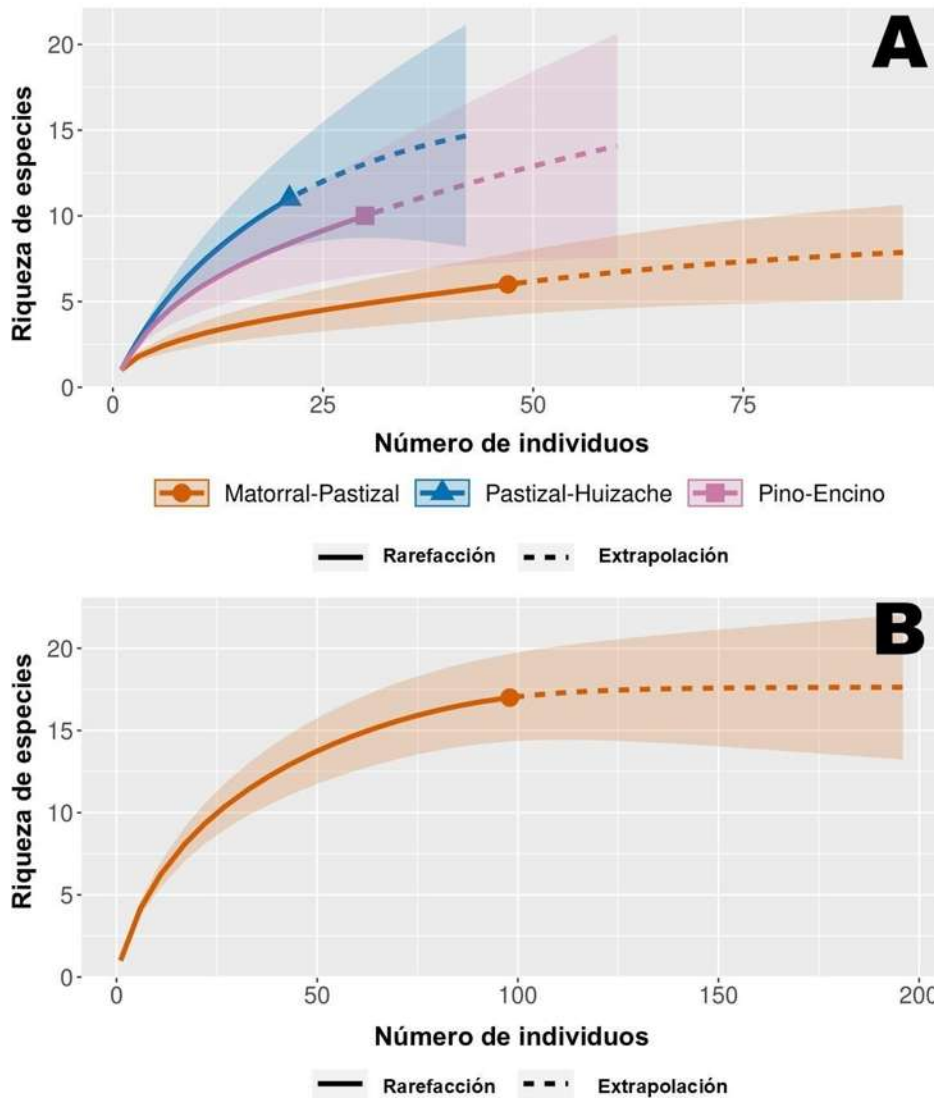 A
20
15
10
5
0
Riqueza de especies
0 25 50 75
Número de individuos
Matorral-Pastizal Pastizal-Huizache Pino-Encino
Rarefacción Extrapolación
B
20
15
10
5
0
Riqueza de especies
0 50 100 150 200
Número de individuos
Rarefacción Extrapolación